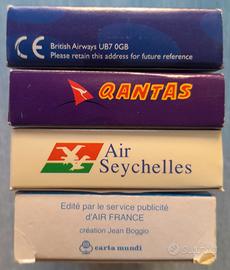 CE
British Airways UB7 0GB
Please retain this address for future reference
QANTAS
Air
Seychelles
Edité par le service publicité
d'AIR FRANCE
création Jean Boggio
carta mundi